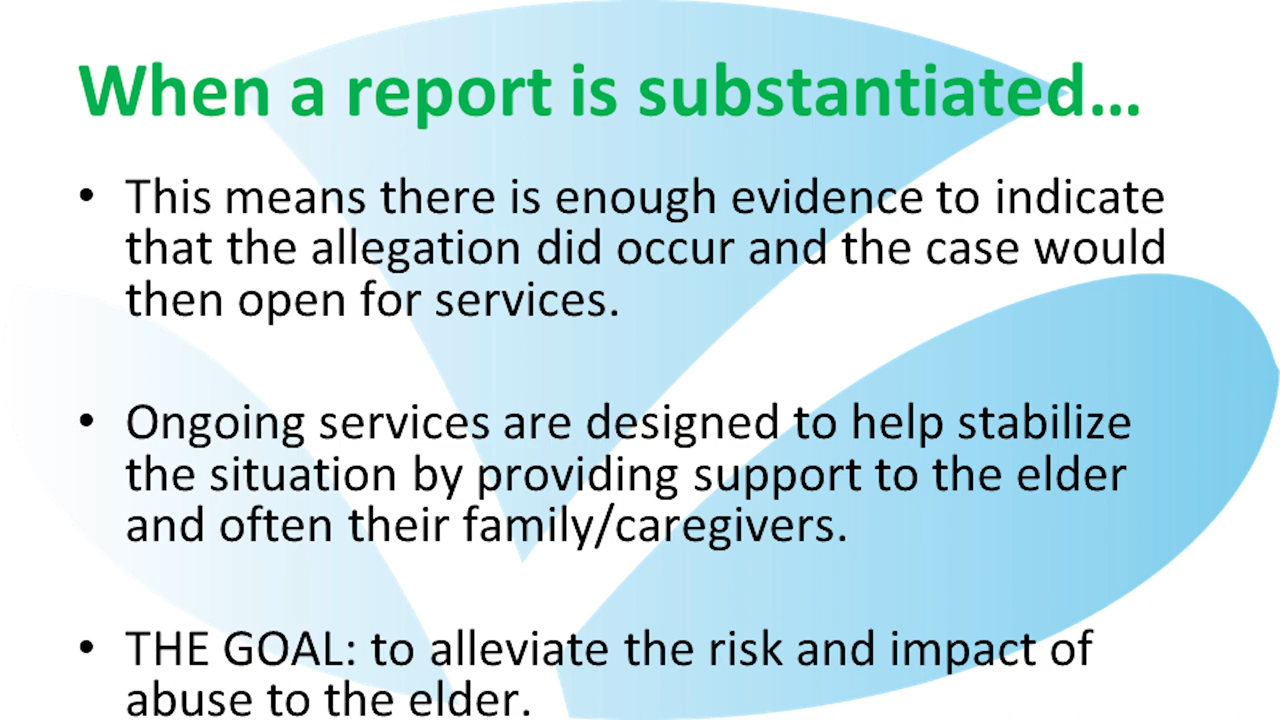 When a report is substantiated...
• This means there is enough evidence to indicate
that the allegation did occur and the case would
then open for services.
• Ongoing services are designed to help stabilize
the situation by providing support to the elder
and often their family/caregivers.
• THE GOAL: to alleviate the risk and impact of
abuse to the elder.